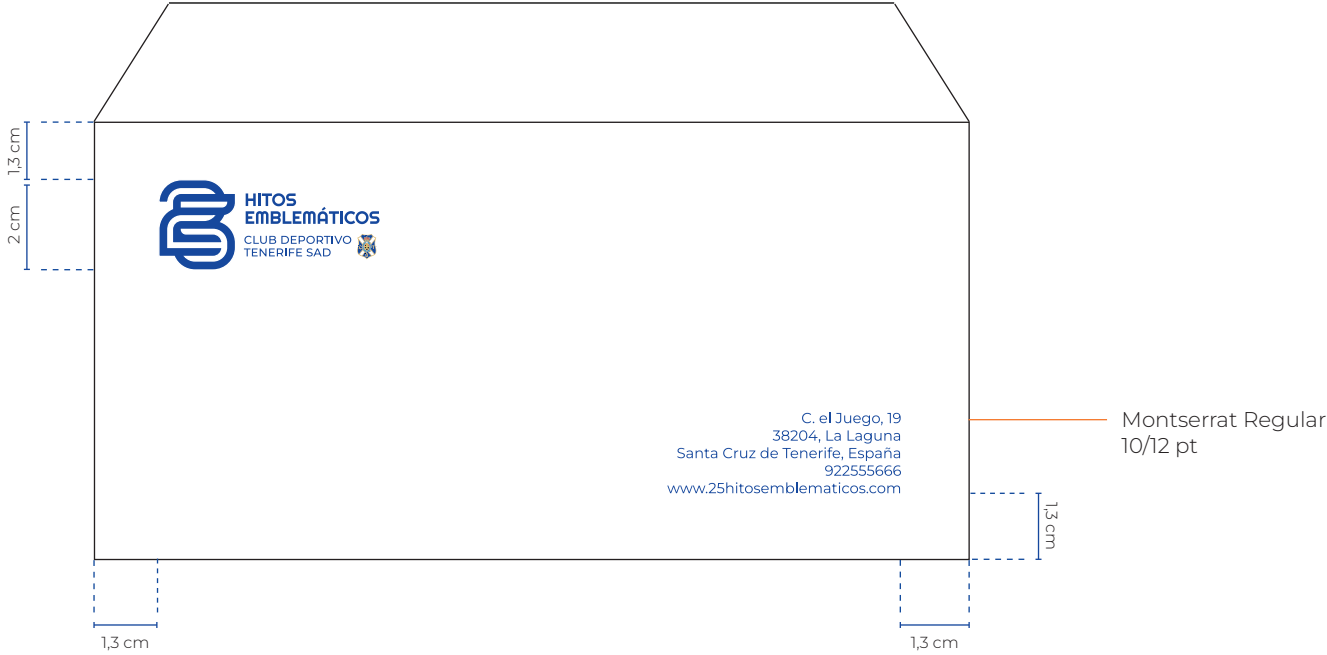 1,3 cm
2 cm
25
HITOS
EMBLEMÁTICOS
CLUB DEPORTIVO
TENERIFE SAD
C. el Juego, 19
38204, La Laguna
Santa Cruz de Tenerife, España
922555666
www.25hitosemblematicos.com
Montserrat Regular
10/12 pt
1,3 cm
1,3 cm
1,3 cm